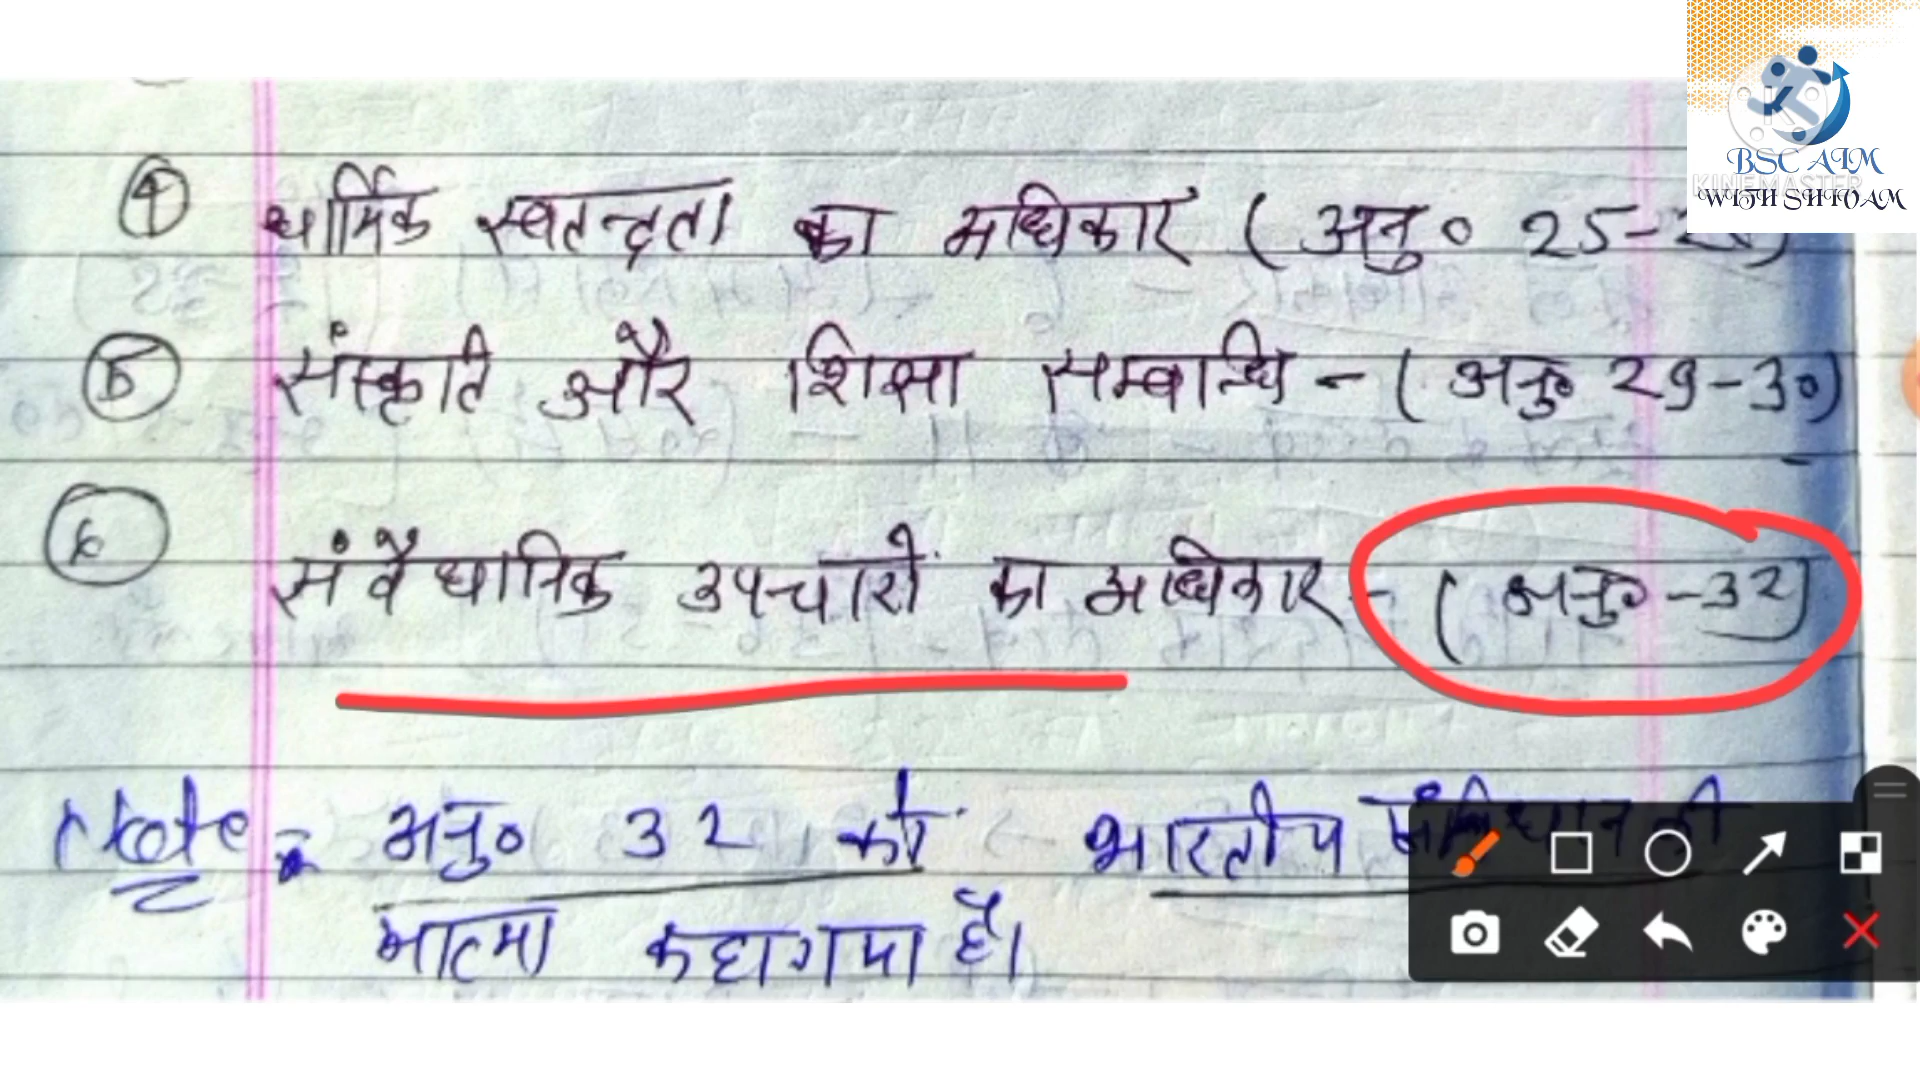 ④ धार्मिक स्वतन्द्रता का अधिकार ( अनु० 25-
⑤ संस्कृति और शिक्षा सम्बन्धि - ( अनु० 29-30)
⑥ संवैधानिक उपचारों का अधिकार - ( अनु० -32)
Note = अनु० 32 को भारतीय संविधान की
आत्मा कहा गया है।
BSC AIM
KINEMASTER
WITH SHIVAM